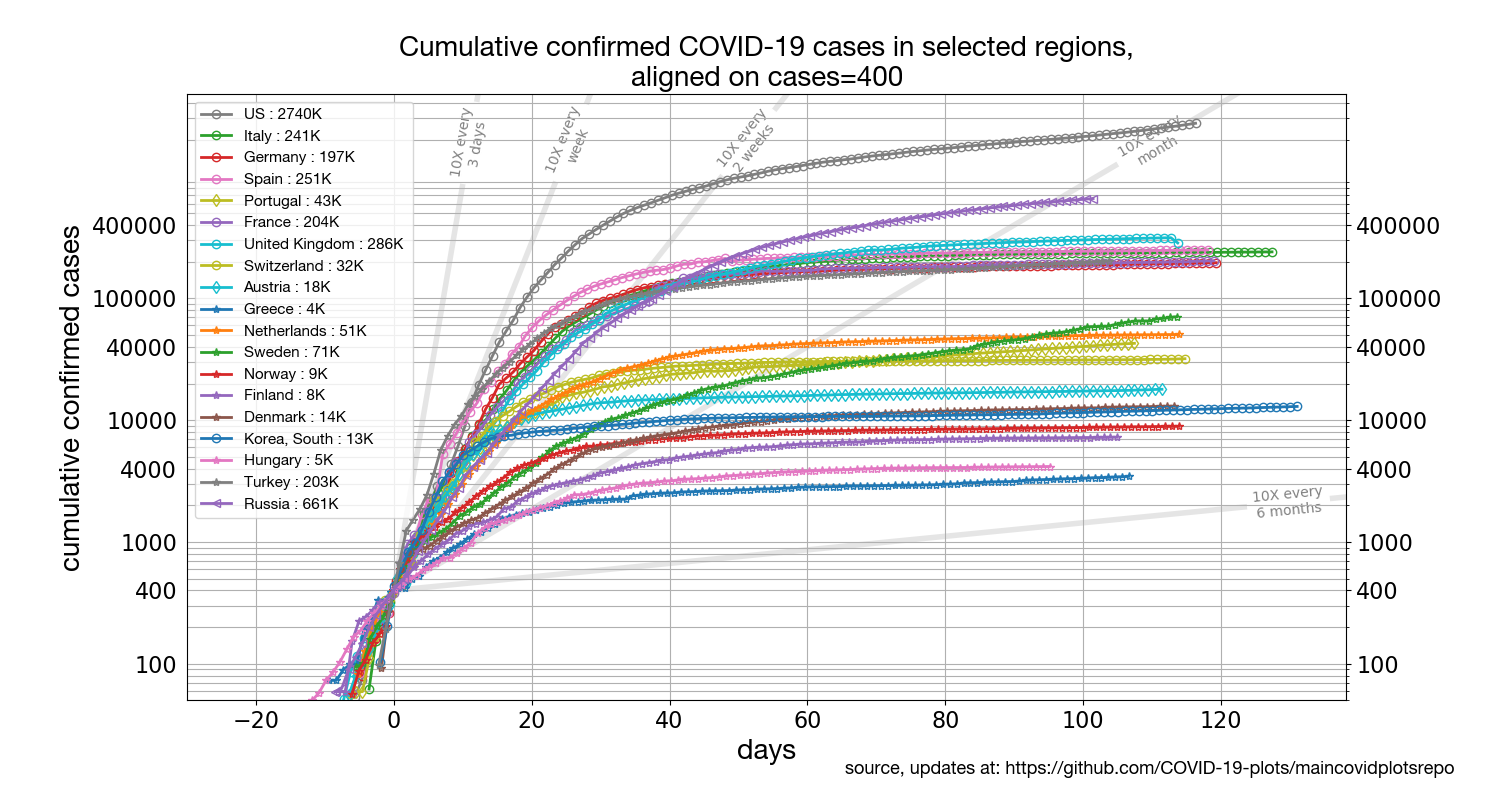 Cumulative confirmed COVID-19 cases in selected regions,
aligned on cases=400
US : 2740K
Italy : 241K
Germany : 197K
Spain : 251K
Portugal : 43K
France : 204K
United Kingdom : 286K
Switzerland : 32K
Austria : 18K
Greece : 4K
Netherlands : 51K
Sweden : 71K
Norway : 9K
Finland : 8K
Denmark : 14K
Korea, South : 13K
Hungary : 5K
Turkey : 203K
Russia : 661K
10X every
3 days
10X every
week
10X every
2 weeks
10X every
month
10X every
6 months
cumulative confirmed cases
400000
100000
40000
10000
4000
1000
400
100
400000
100000
40000
10000
4000
1000
400
100
−20
0
20
40
60
80
100
120
days
source, updates at: https://github.com/COVID-19-plots/maincovidplotsrepo